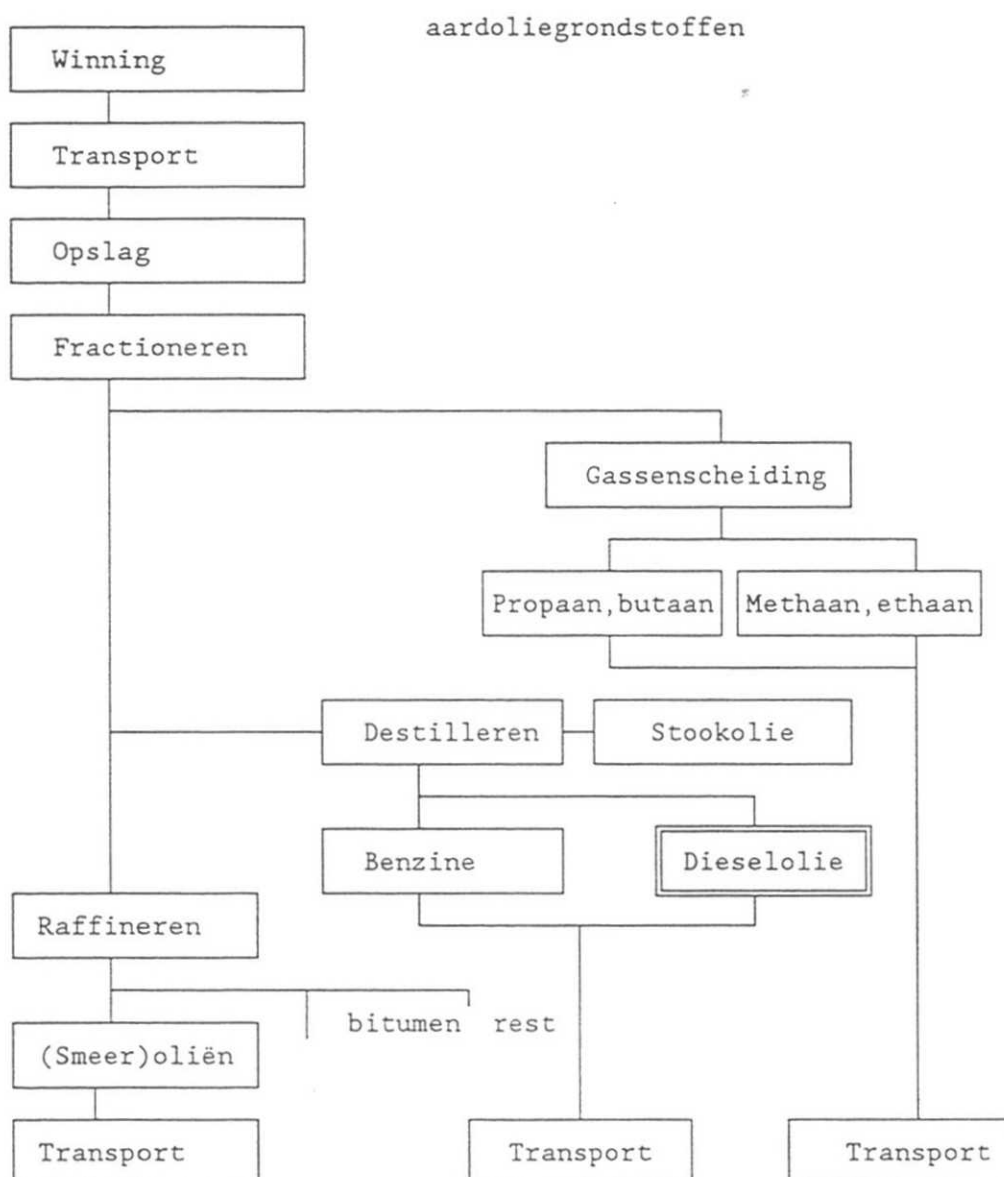 aardoliegrondstoffen
Winning
Transport
Opslag
Fractioneren
Gassenscheiding
Propaan,butaan
Methaan,ethaan
Destilleren
Stookolie
Benzine
Dieselolie
Raffineren
bitumen rest
(Smeer)oliën
Transport
Transport
Transport